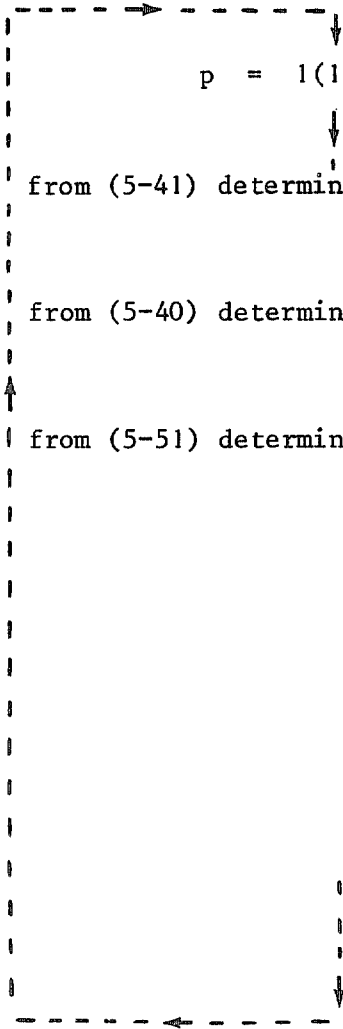 p = 1(1
from (5-41) determin
from (5-40) determin
from (5-51) determin